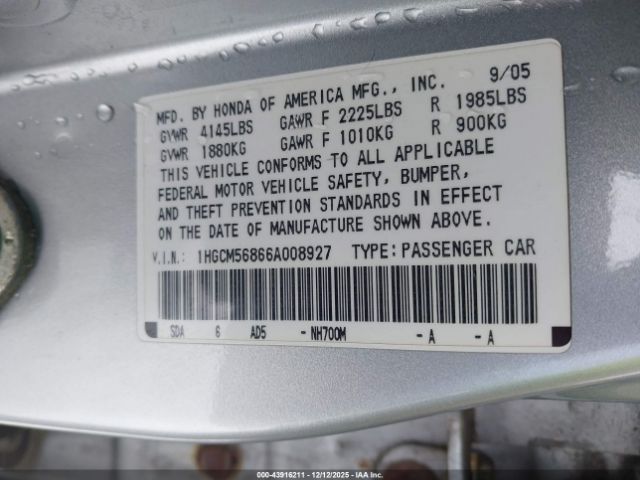 MFD. BY HONDA OF AMERICA MFG., INC. 9/05
GVWR 4145LBS GAWR F 2225LBS R 1985LBS
GVWR 1880KG GAWR F 1010KG R 900KG
THIS VEHICLE CONFORMS TO ALL APPLICABLE
FEDERAL MOTOR VEHICLE SAFETY, BUMPER,
AND THEFT PREVENTION STANDARDS IN EFFECT
ON THE DATE OF MANUFACTURE SHOWN ABOVE.
V.I.N.: 1HGCM56866A008927 TYPE:PASSENGER CAR
SDA 6 AD5 - NH700M - A - A
000-43916211 - 12/12/2025 - IAAI.COM